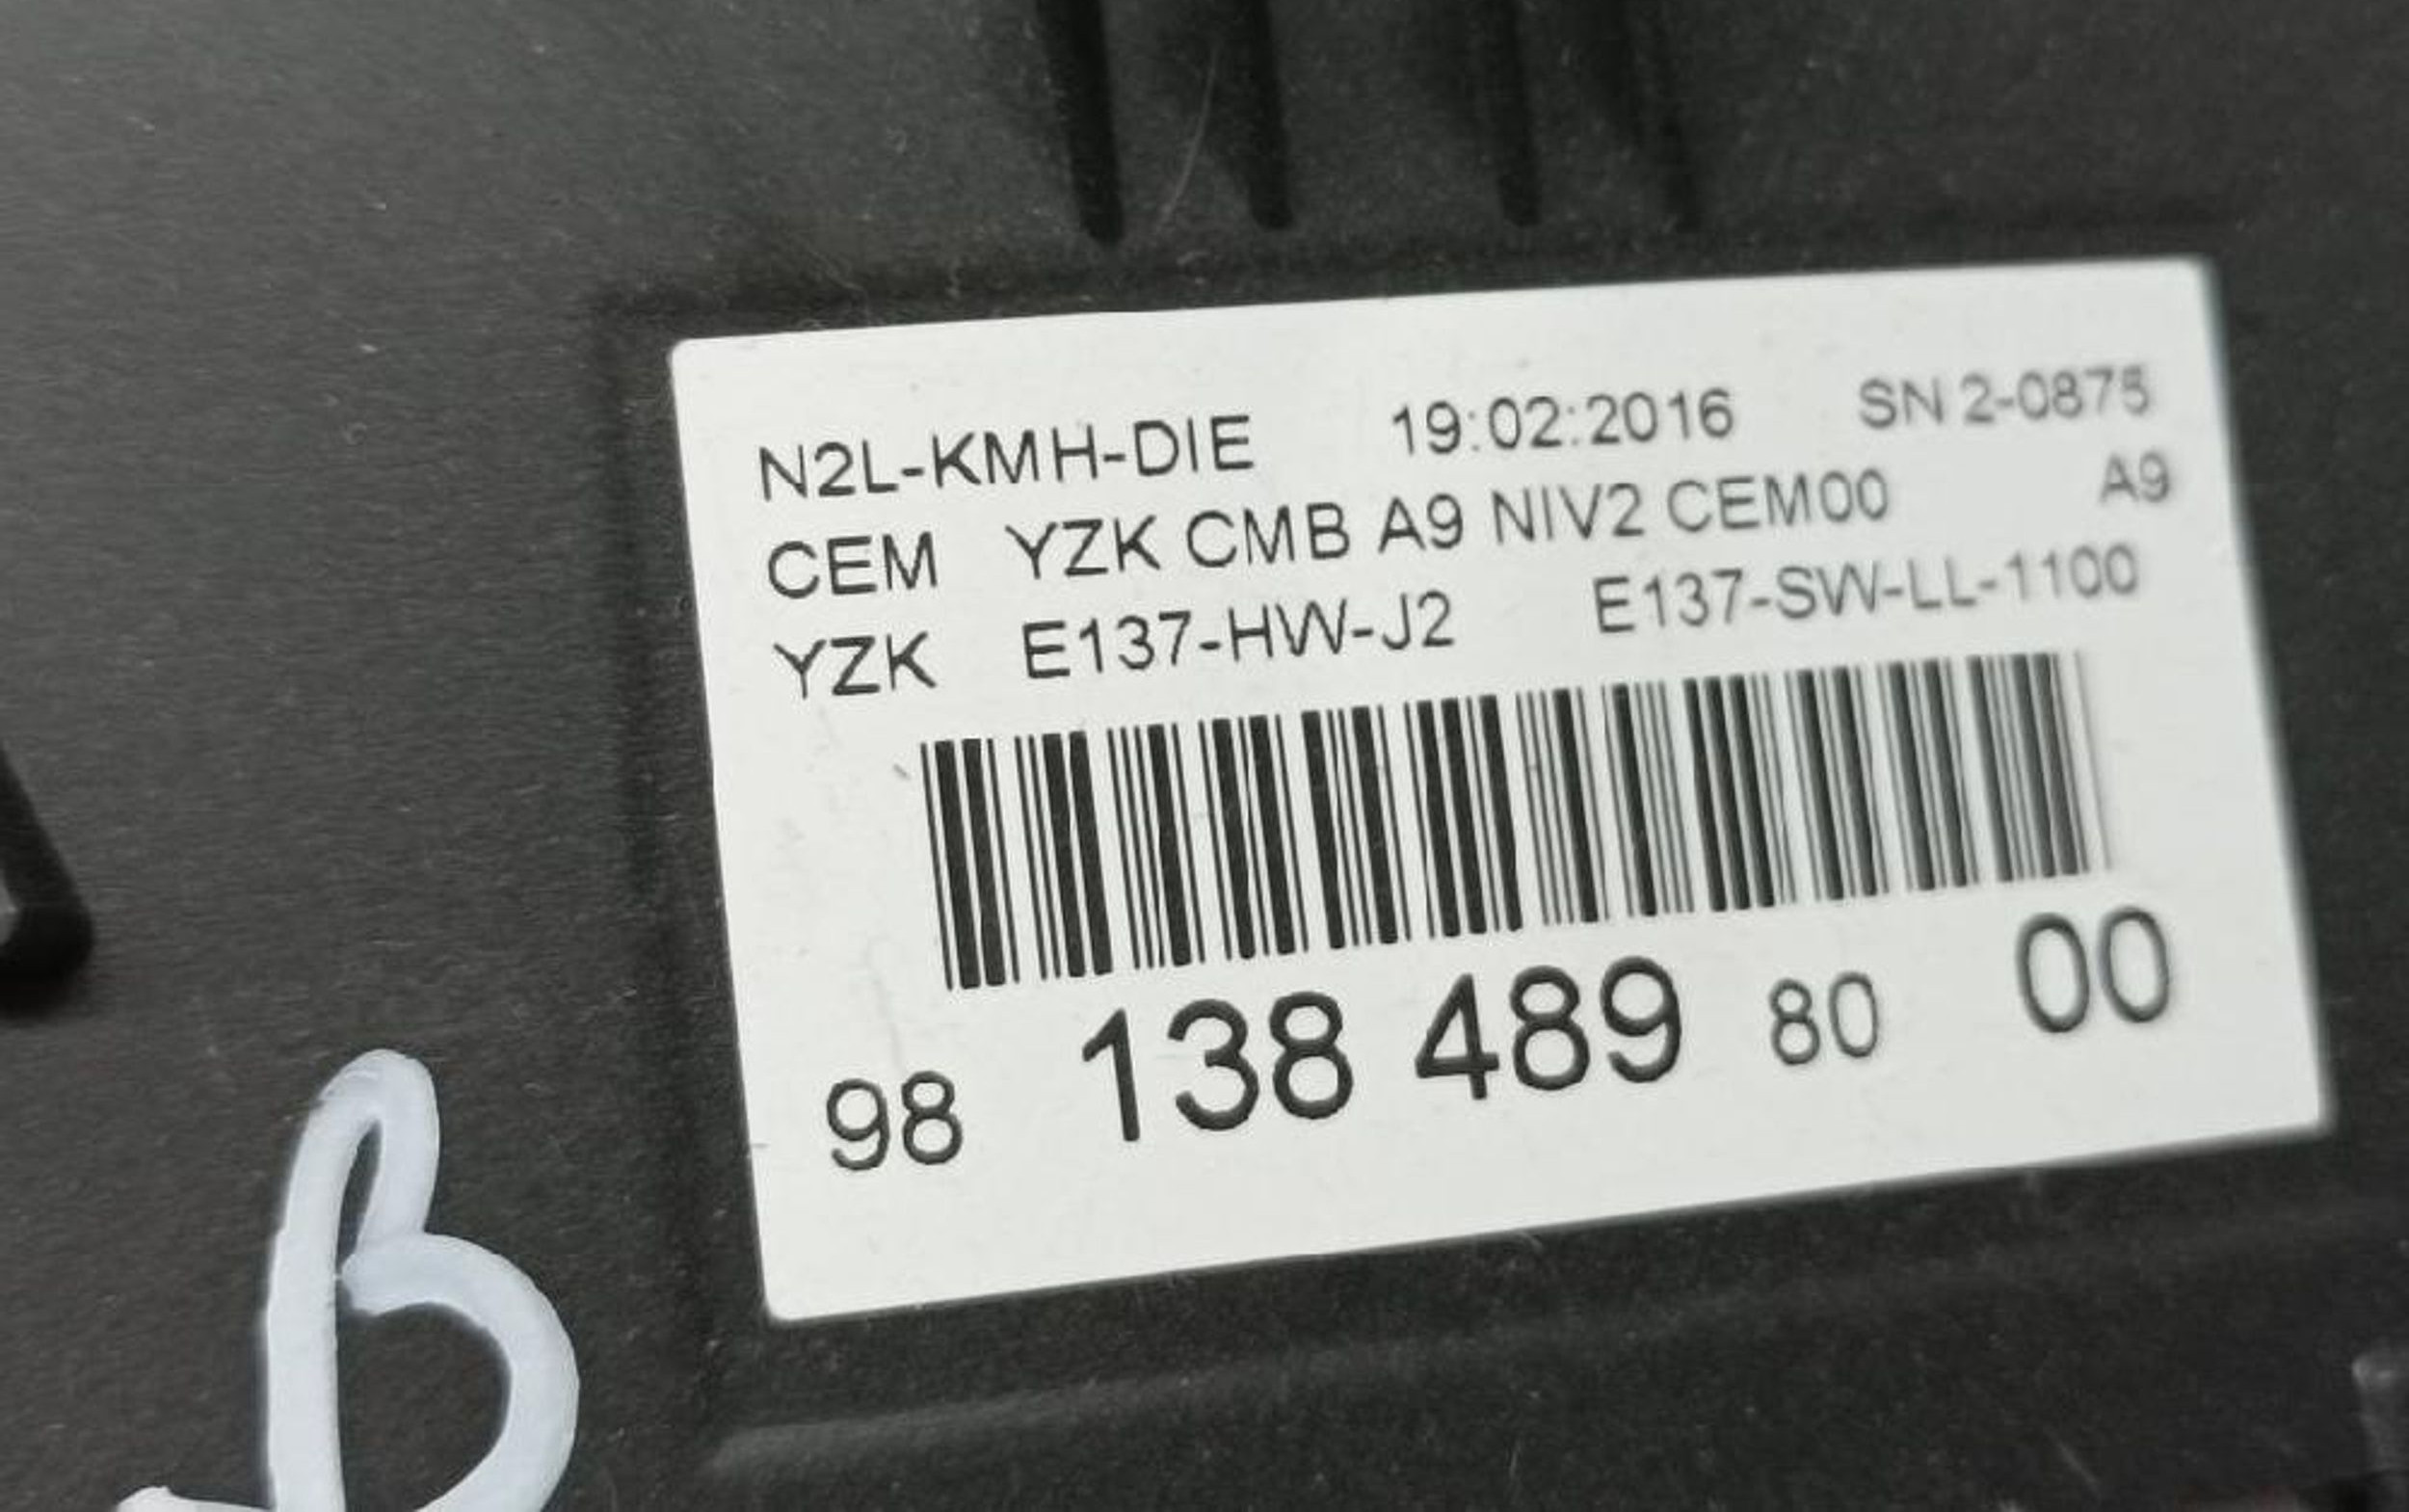 N2L-KMH-DIE 19:02:2016 SN 2-0875
CEM YZK CMB A9 NIV2 CEM00 A9
YZK E137-HW-J2 E137-SW-LL-1100
98 138 489 80 00
B